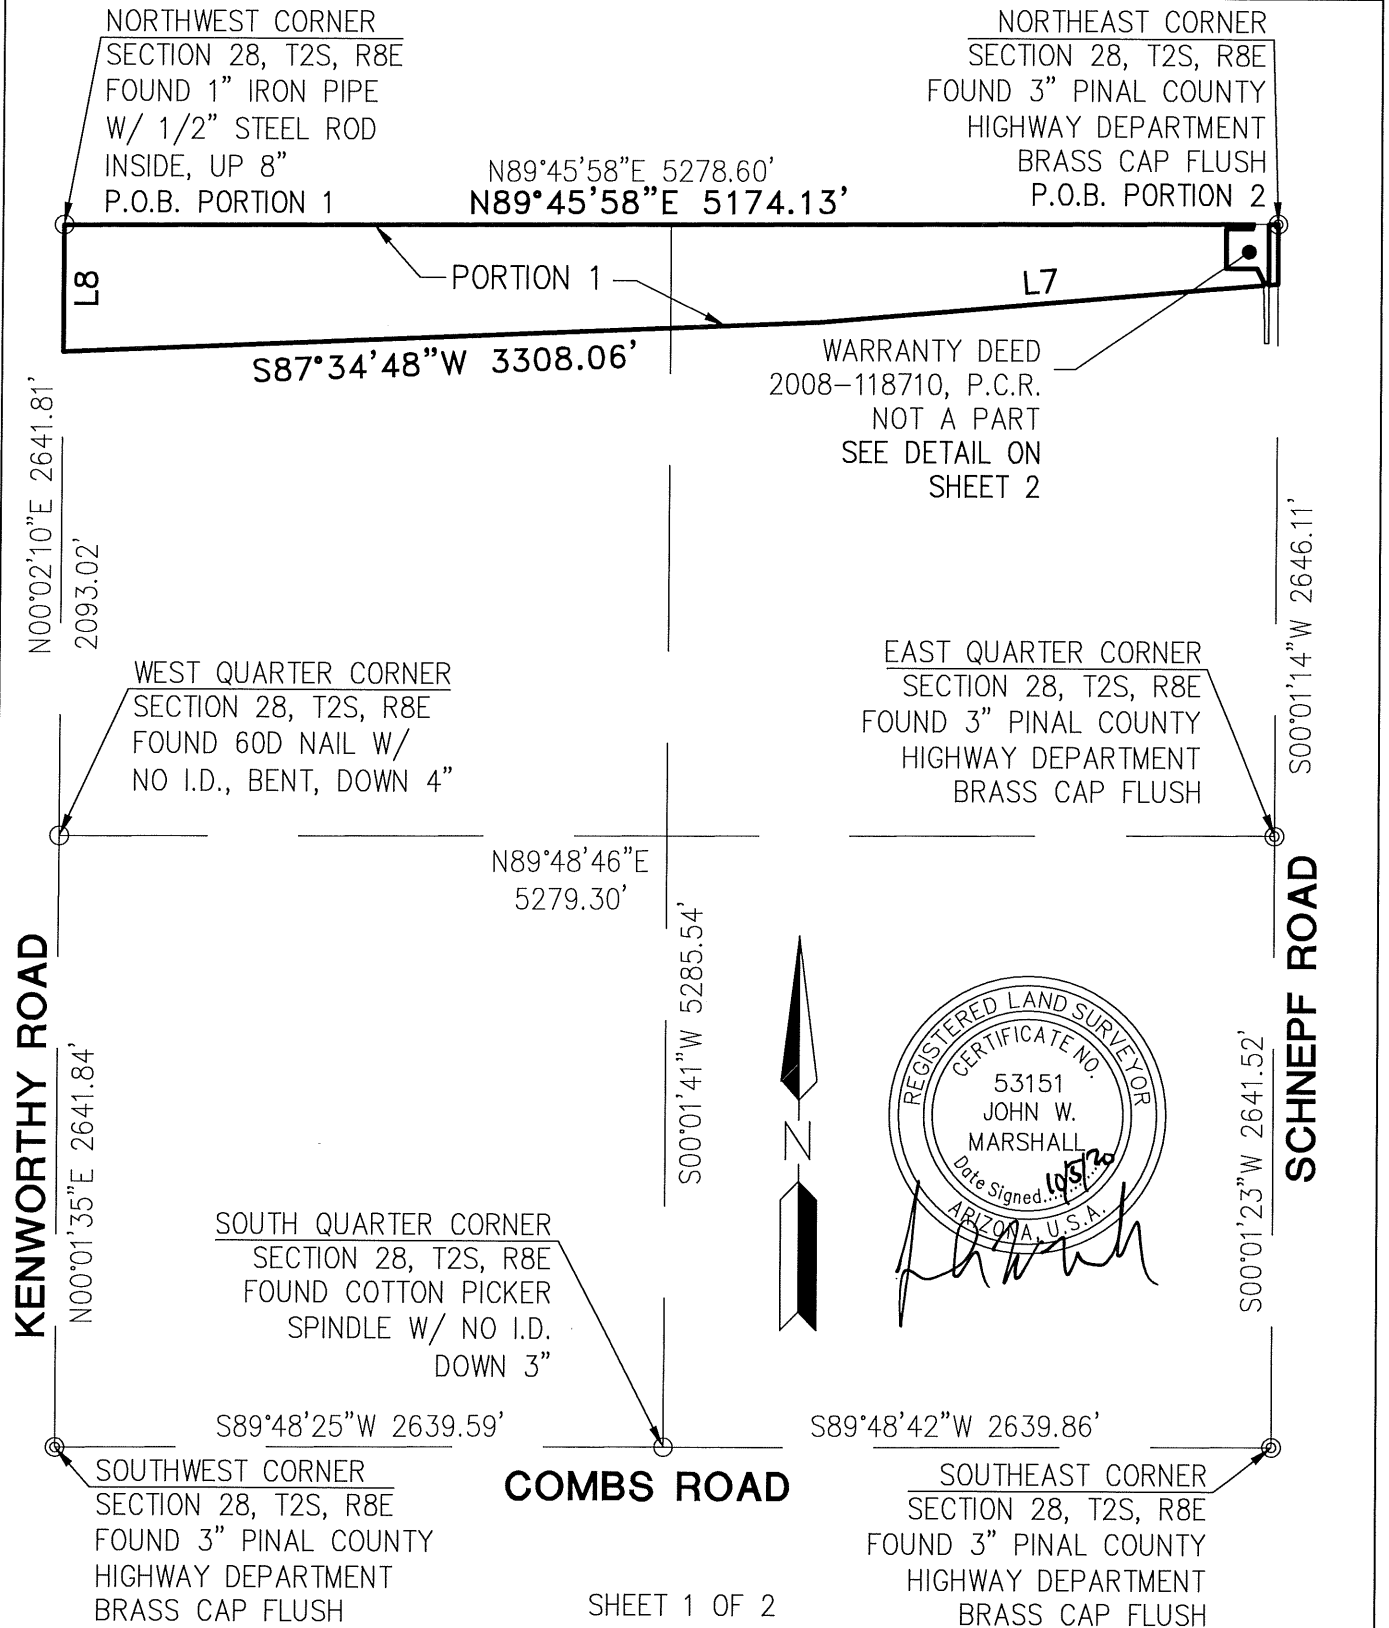 NORTHWEST CORNER
SECTION 28, T2S, R8E
FOUND 1" IRON PIPE
W/ 1/2" STEEL ROD
INSIDE, UP 8"
P.O.B. PORTION 1
NORTHEAST CORNER
SECTION 28, T2S, R8E
FOUND 3" PINAL COUNTY
HIGHWAY DEPARTMENT
BRASS CAP FLUSH
P.O.B. PORTION 2
N89°45'58"E 5278.60'
N89°45'58"E 5174.13'
L8
PORTION 1
L7
S87°34'48"W 3308.06'
WARRANTY DEED
2008-118710, P.C.R.
NOT A PART
SEE DETAIL ON
SHEET 2
N00°02'10"E 2641.81'
2093.02'
S00°01'14"W 2646.11'
WEST QUARTER CORNER
SECTION 28, T2S, R8E
FOUND 60D NAIL W/
NO I.D., BENT, DOWN 4"
EAST QUARTER CORNER
SECTION 28, T2S, R8E
FOUND 3" PINAL COUNTY
HIGHWAY DEPARTMENT
BRASS CAP FLUSH
N89°48'46"E
5279.30'
KENWORTHY ROAD
N00°01'35"E 2641.84'
S00°01'41"W 5285.54'
N
REGISTERED LAND SURVEYOR
CERTIFICATE NO.
53151
JOHN W.
MARSHALL
Date Signed 10/5/20
ARIZONA, U.S.A.
S00°01'23"W 2641.52'
SCHNEPF ROAD
SOUTH QUARTER CORNER
SECTION 28, T2S, R8E
FOUND COTTON PICKER
SPINDLE W/ NO I.D.
DOWN 3"
S89°48'25"W 2639.59'
S89°48'42"W 2639.86'
SOUTHWEST CORNER
SECTION 28, T2S, R8E
FOUND 3" PINAL COUNTY
HIGHWAY DEPARTMENT
BRASS CAP FLUSH
COMBS ROAD
SOUTHEAST CORNER
SECTION 28, T2S, R8E
FOUND 3" PINAL COUNTY
HIGHWAY DEPARTMENT
BRASS CAP FLUSH
SHEET 1 OF 2